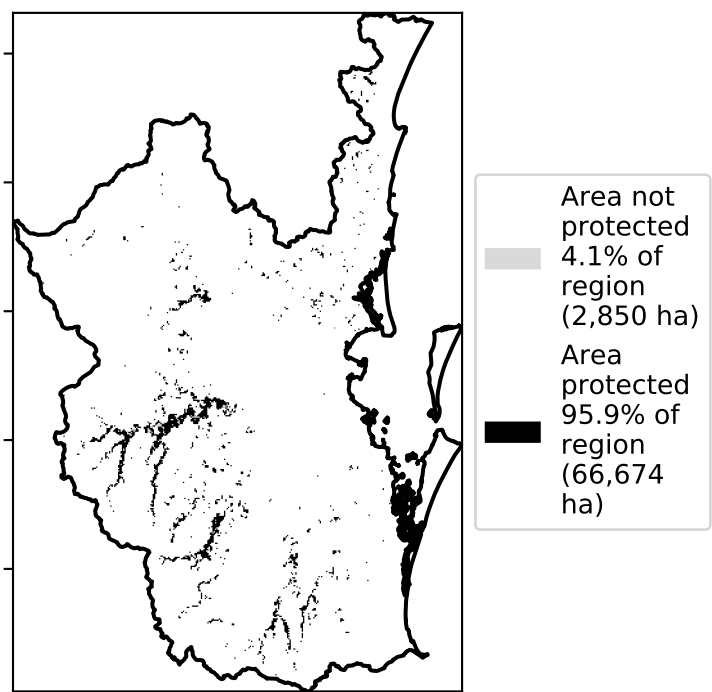 Area not
protected
4.1% of
region
(2,850 ha)
Area
protected
95.9% of
region
(66,674
ha)